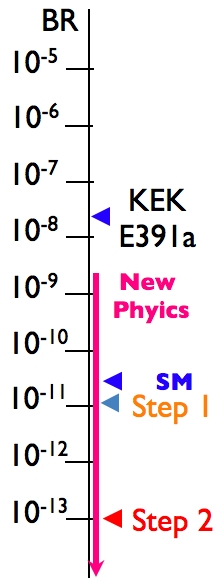 BR
10⁻⁵
10⁻⁶
10⁻⁷
KEK
E391a
10⁻⁸
10⁻⁹
New
Phyics
10⁻¹⁰
SM
10⁻¹¹
Step 1
10⁻¹²
10⁻¹³
Step 2